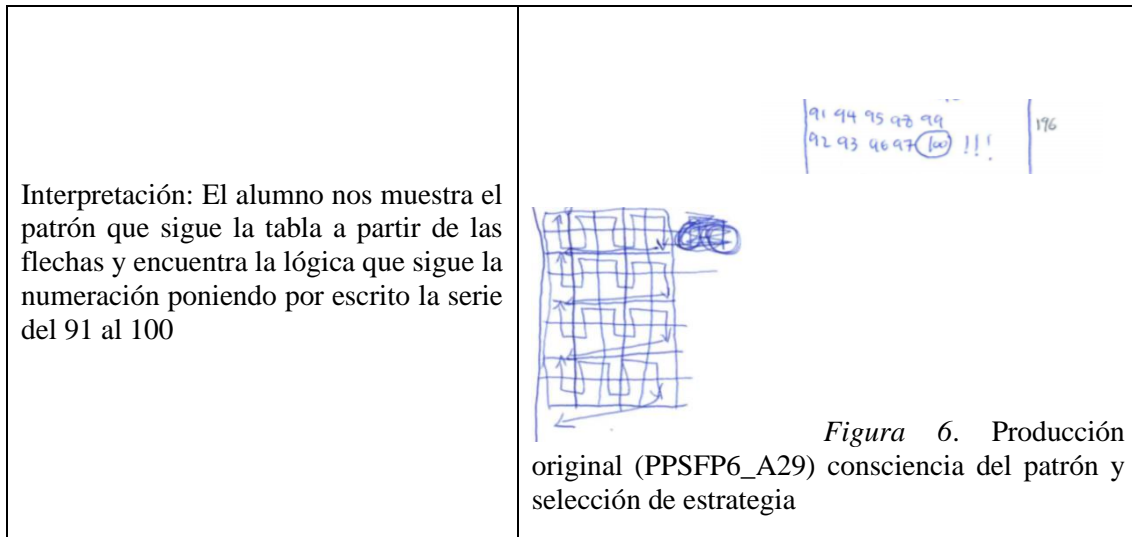 Interpretación: El alumno nos muestra el
patrón que sigue la tabla a partir de las
flechas y encuentra la lógica que sigue la
numeración poniendo por escrito la serie
del 91 al 100
91 94 95 98 99
92 93 96 97 100 !!!
196
Figura 6. Producción
original (PPSFP6_A29) consciencia del patrón y
selección de estrategia